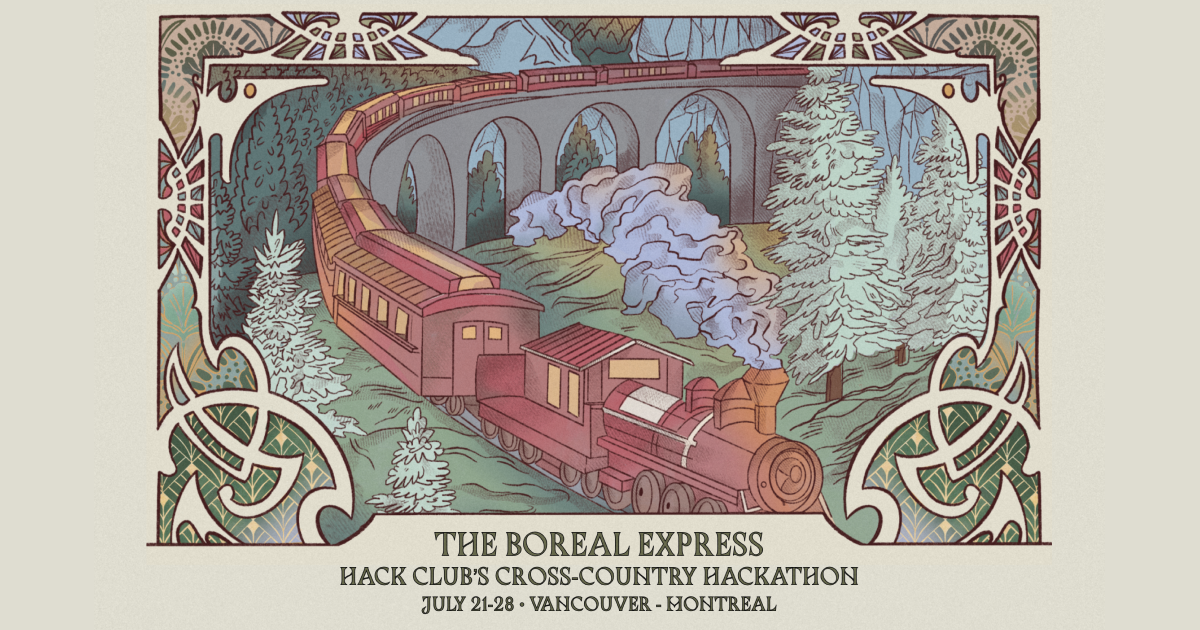 THE BOREAL EXPRESS
HACK CLUB'S CROSS-COUNTRY HACKATHON
JULY 21-28 • VANCOUVER - MONTREAL